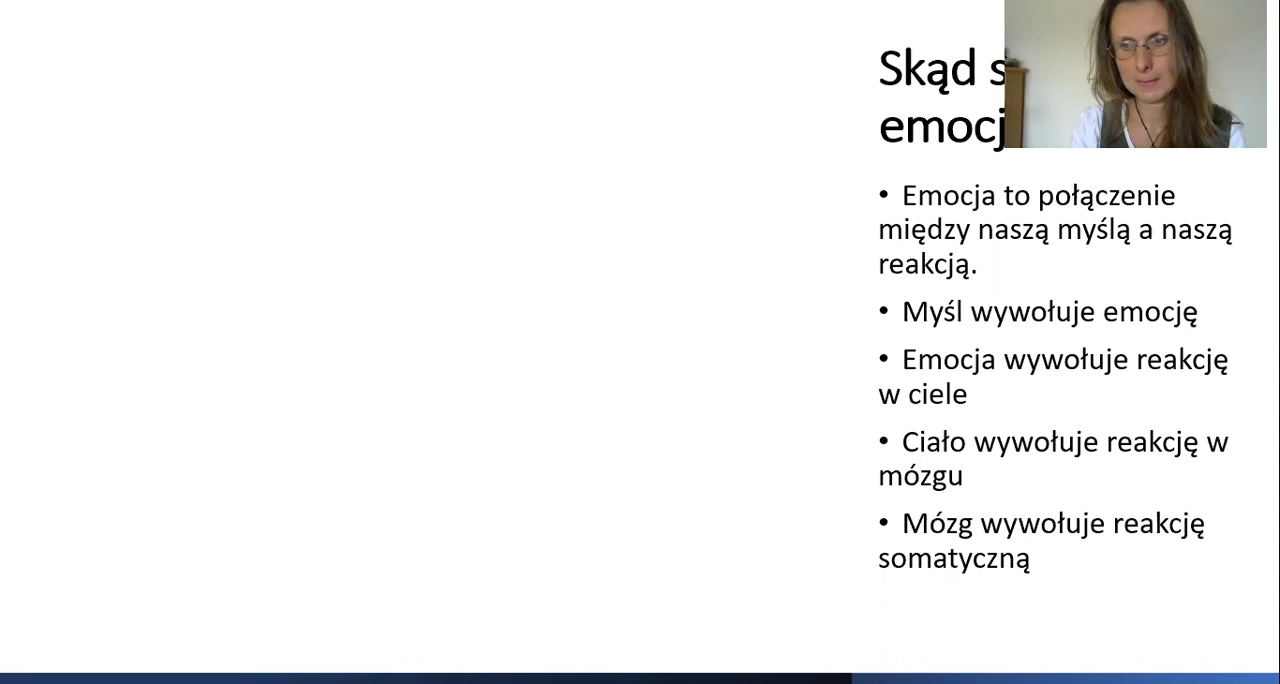 Skąd
emocj
• Emocja to połączenie
między naszą myślą a naszą
reakcją.
• Myśl wywołuje emocję
• Emocja wywołuje reakcję
w ciele
• Ciało wywołuje reakcję w
mózgu
• Mózg wywołuje reakcję
somatyczną